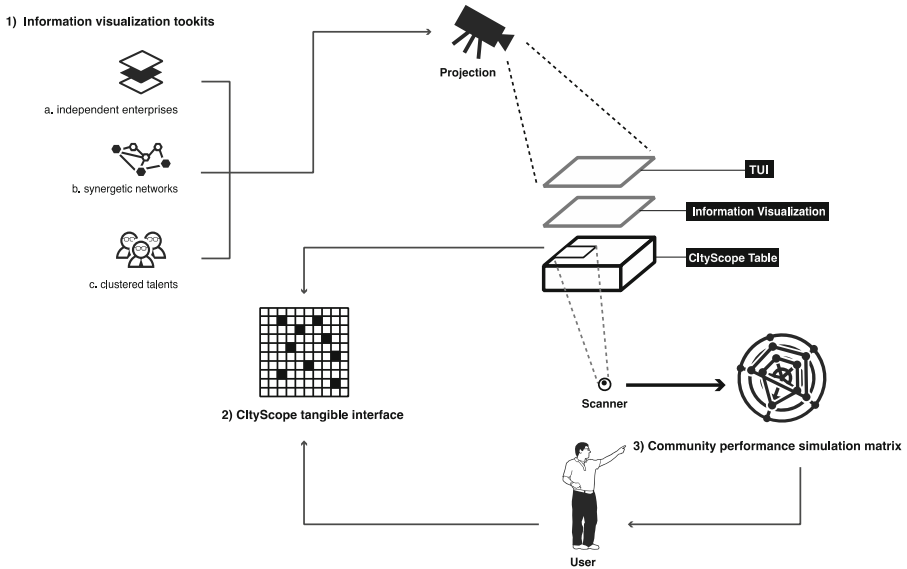 1) Information visualization tookits
a. independent enterprises
b. synergetic networks
c. clustered talents
Projection
TUI
Information Visualization
CItyScope Table
2) CItyScope tangible interface
Scanner
3) Community performance simulation matrix
User